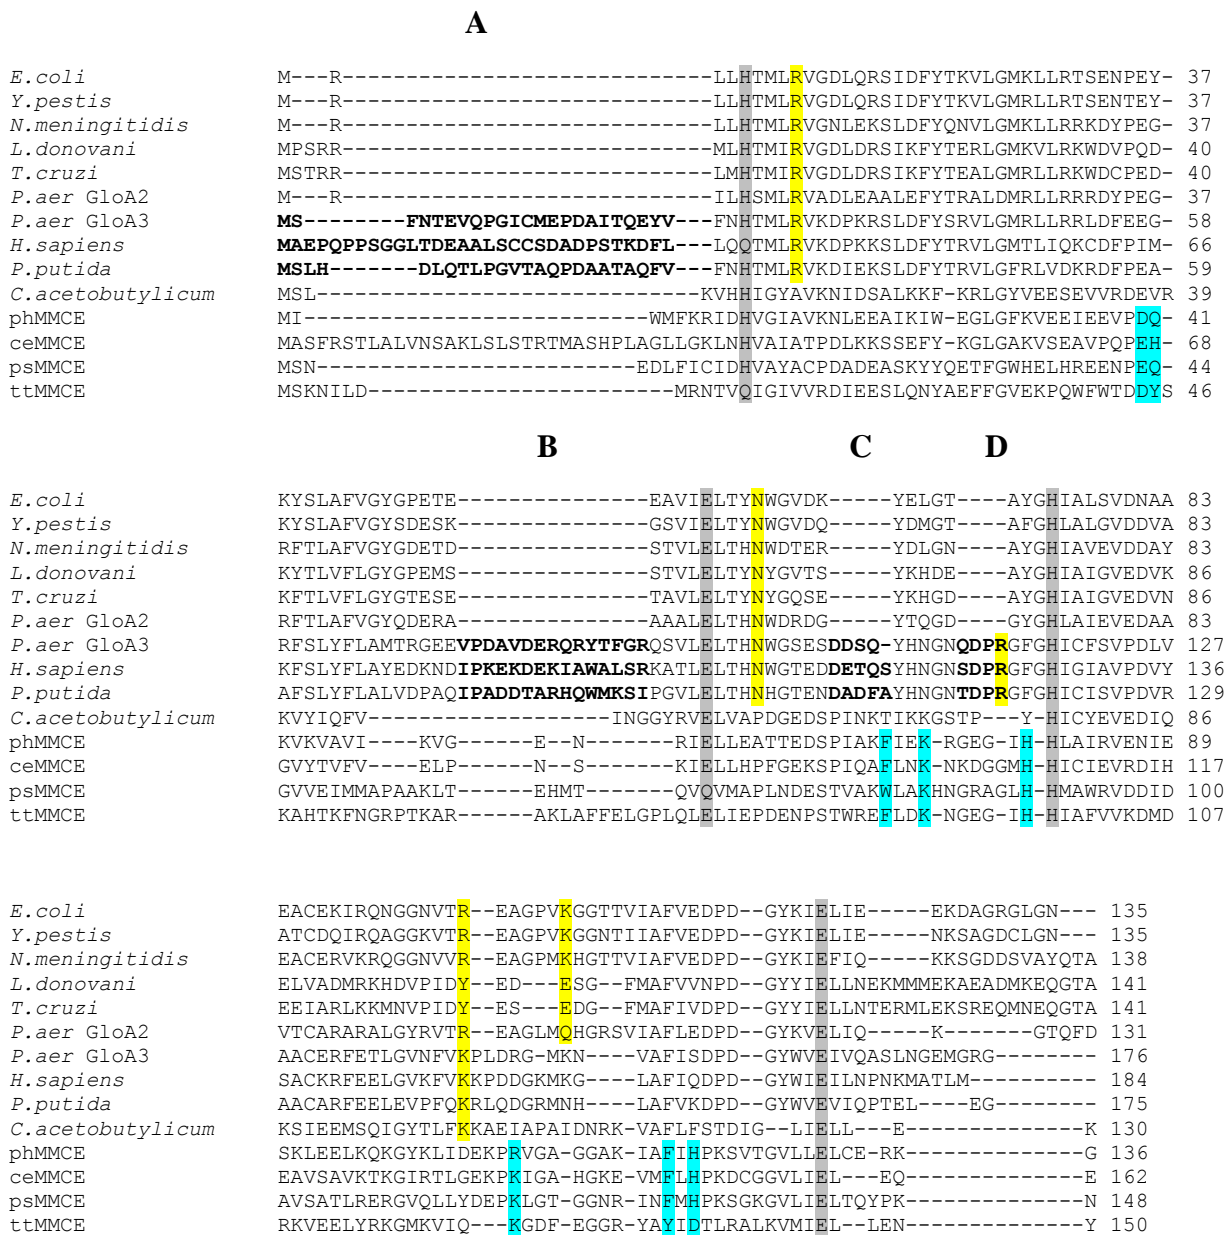 A
E.coli M---R-----------------------------LLHTMLRVGDLQRSIDFYTKVLGMKLLRTSENPEY- 37
Y.pestis M---R-----------------------------LLHTMLRVGDLQRSIDFYTKVLGMRLLRTSENTEY- 37
N.meningitidis M---R-----------------------------LLHTMLRVGNLEKSLDFYQNVLGMKLLRRKDYPEG- 37
L.donovani MPSRR-----------------------------MLHTMIRVGDLDRSIKFYTERLGMKVLRKWDVPQD- 40
T.cruzi MSTRR-----------------------------LMHTMIRVGDLDRSIKFYTEALGMRLLRKWDCPED- 40
P.aer GloA2 M---R-----------------------------ILHSMLRVADLEAALEFYTRALDMRLLRRRDYPEG- 37
P.aer GloA3 MS--------FNTEVQPGICMEPDAITQEYV---FNHTMLRVKDPKRSLDFYSRVLGMRLLRRLDFEEG- 58
H.sapiens MAEPQPPSGGLTDEAALSCCSDADPSTKDFL---LQQTMLRVKDPKKSLDFYTRVLGMTLIQKCDFPIM- 66
P.putida MSLH------DLQTLPGVTAQPDAATAQFV---FNHTMLRVKDIEKSLDFYTRVLGFRLVDKRDFPEA- 59
C.acetobutylicum MSL------------------------------KVHHIGYAVKNIDSALKKF-KRLGYVEESEVVRDEVR 39
phMMCE MI---------------------------WMFKRIDHVGIAVKNLEEAIKIW-EGLGFKVEEIEEVPDQ- 41
ceMMCE MASFRSTLALVNSAKLSLSTRTMASHPLAGLLGKLNHVAIATPDLKKSSEFY-KGLGAKVSEAVPQPEH- 68
psMMCE MSN-------------------------EDLFICIDHVAYACPDADEASKYYQETFGWHELHREENPEQ- 44
ttMMCE MSKNILD------------------------MRNTVQIGIVVRDIEESLQNYAEFFGVEKPQWFWTDDYS 46
B C D
E.coli KYSLAFVGYGPETE---------------EAVIELTYNWGVDK-----YELGT----AYGHIALSVDNAA 83
Y.pestis KYSLAFVGYSDESK---------------GSVIELTYNWGVDQ-----YDMGT----AFGHLALGVDDVA 83
N.meningitidis RFTLAFVGYGDETD---------------STVLELTHNWDTER-----YDLGN----AYGHIAVEVDDAY 83
L.donovani KYTLVFLGYGPEMS---------------STVLELTYNYGVTS-----YKHDE----AYGHIAIGVEDVK 86
T.cruzi KFTLVFLGYGTESE---------------TAVLELTYNYGQSE-----YKHGD----AYGHIAIGVEDVN 86
P.aer GloA2 RFTLAFVGYQDERA---------------AAALELTHNWDRDG-----YTQGD----GYGHLAIEVEDAA 83
P.aer GloA3 RFSLYFLAMTRGEEVPDAVDERQRYTFGRQSVLELTHNWGSESDDSQ-YHNGNQDPRGFGHICFSVPDLV 127
H.sapiens KFSLYFLAYEDKNDIPKEKDEKIAWALSRKATLELTHNWGTEDDETQSYHNGNSDPRGFGHIGIAVPDVY 136
P.putida AFSLYFLALVDPAQIPADDTARHQWMKSIPGVLELTHNHGTENDADFAYHNGNTDPRGFGHICISVPDVR 129
C.acetobutylicum KVYIQFV-------------------INGGYRVELVAPDGEDSPINKTIKKGSTP---Y-HICYEVEDIQ 86
phMMCE KVKVAVI----KVG------E--N------RIELLEATTEDSPIAKFIEK-RGEG-IH-HLAIRVENIE 89
ceMMCE GVYTVFV----ELP------N--S------KIELLHPFGEKSPIQAFLNK-NKDGGMH-HICIEVRDIH 117
psMMCE GVVEIMMAPAAKLT------EHMT------QVQVMAPLNDESTVAKWLAKHNGRAGLH-HMAWRVDDID 100
ttMMCE KAHTKFNGRPTKAR------AKLAFFELGPLQLELIEPDENPSTWREFLDK-NGEG-IH-HIAFVVKDMD 107
E.coli EACEKIRQNGGNVTR--EAGPVKGGTTVIAFVEDPD--GYKIELIE-----EKDAGRGLGN--- 135
Y.pestis ATCDQIRQAGGKVTR--EAGPVKGGNTIIAFVEDPD--GYKIELIE-----NKSAGDCLGN--- 135
N.meningitidis EACERVKRQGGNVVR--EAGPMKHGTTVIAFVEDPD--GYKIEFIQ-----KKSGDDSVAYQTA 138
L.donovani ELVADMRKHDVPIDY--ED---ESG--FMAFVVNPD--GYYIELLNEKMMMEKAEADMKEQGTA 141
T.cruzi EEIARLKKMNVPIDY--ES---EDG--FMAFIVDPD--GYYIELLNTERMLEKSREQMNEQGTA 141
P.aer GloA2 VTCARARALGYRVTR--EAGLMQHGRSVIAFLEDPD--GYKVELIQ-----K-------GTQFD 131
P.aer GloA3 AACERFETLGVNFVKPLDRG-MKN----VAFISDPD--GYWVEIVQASLNGEMGRG-------- 176
H.sapiens SACKRFEELGVKFVKKPDDGKMKG----LAFIQDPD--GYWIEILNPNKMATLM---------- 184
P.putida AACARFEELEVPFQKRLQDGRMNH----LAFVKDPD--GYWVEVIQPTEL----EG-------- 175
C.acetobutylicum KSIEEMSQIGYTLFKKAEIAPAIDNRK-VAFLFSTDIG--LIELL---E--------------K 130
phMMCE SKLEELKQKGYKLIDEKPRVGA-GGAK-IAFIHPKSVTGVLLELCE-RK--------------G 136
ceMMCE EAVSAVKTKGIRTLGEKPKIGA-HGKE-VMFLHPKDCGGVLIEL---EQ--------------E 162
psMMCE AVSATLRERGVQLLYDEPKLGT-GGNR-INFMHPKSGKGVLIELTQYPK--------------N 148
ttMMCE RKVEELYRKGMKVIQ---KGDF-EGGR-YAYIDTLRALKVMIEL--LEN--------------Y 150